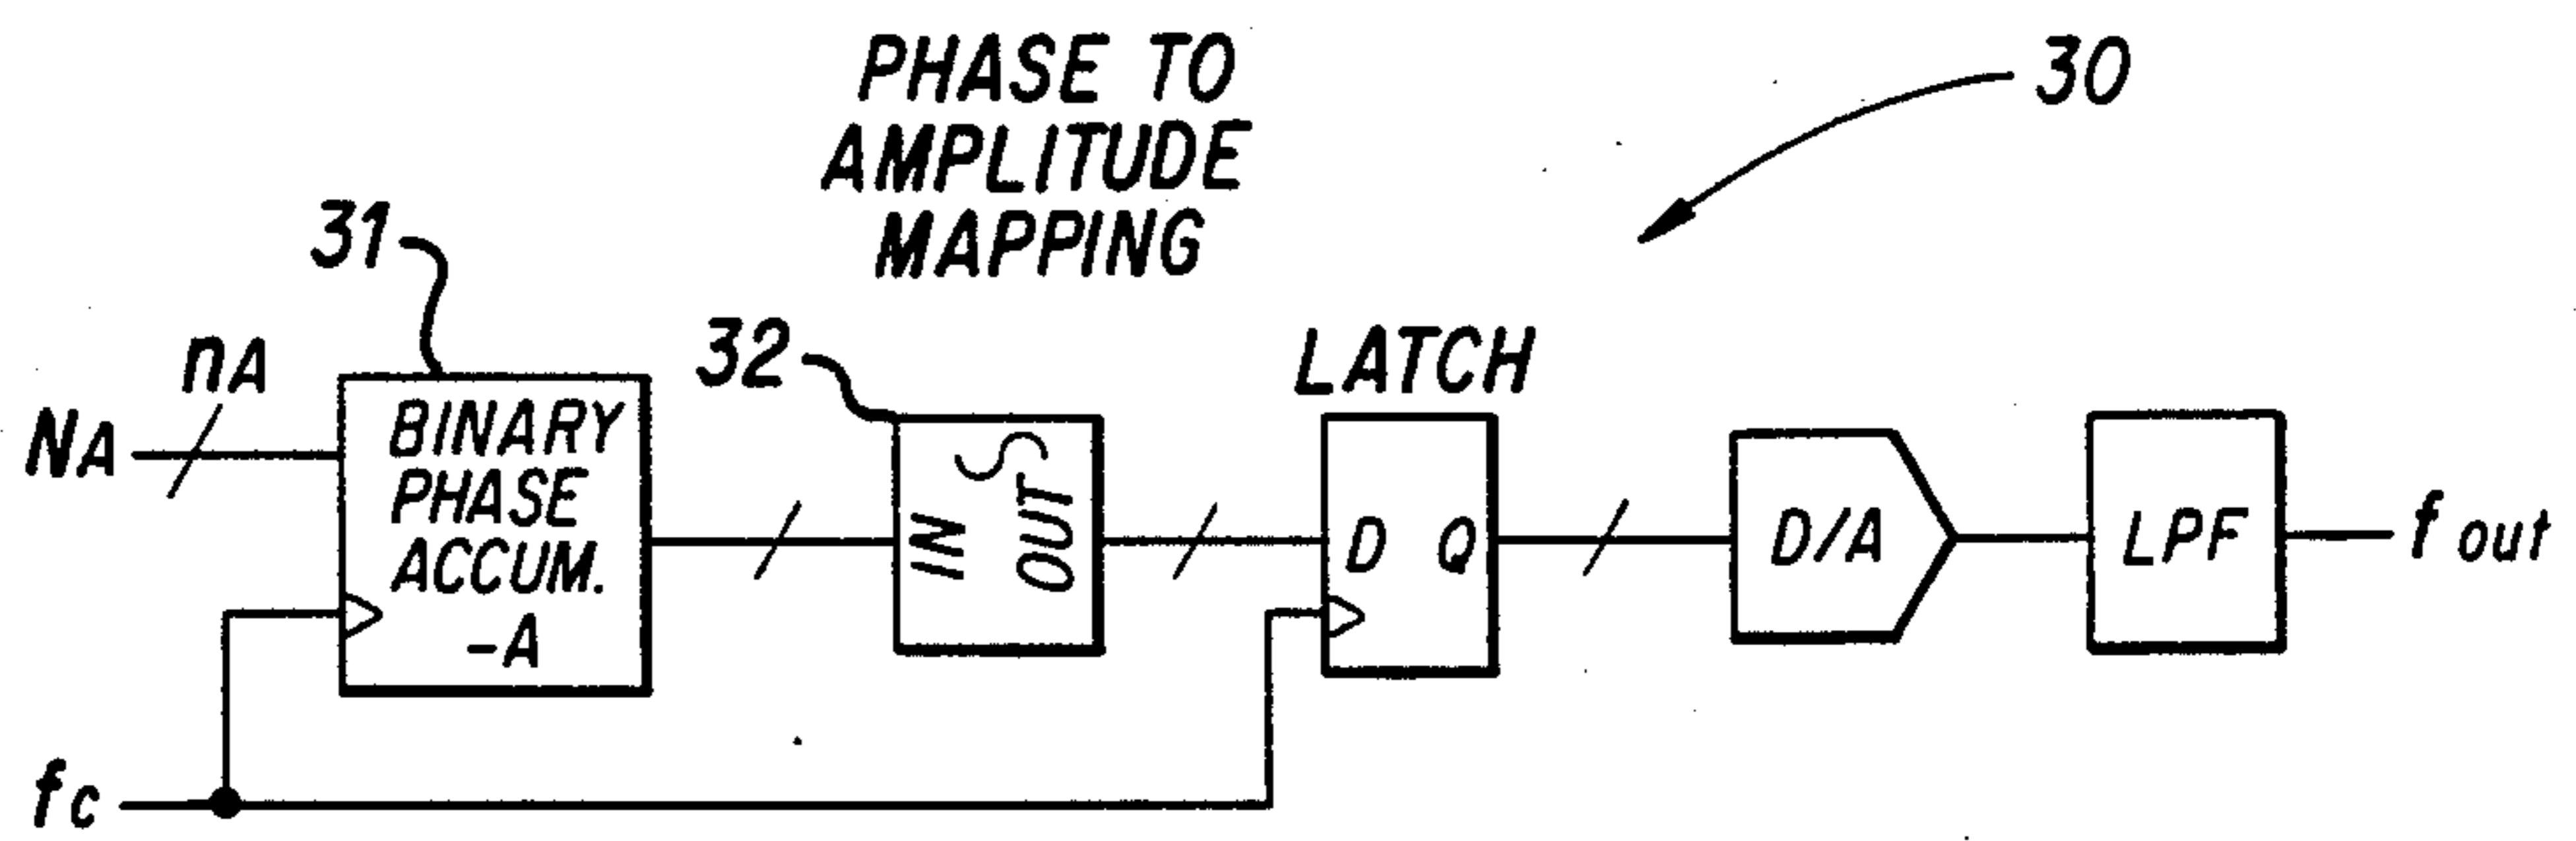 PHASE TO
AMPLITUDE
MAPPING
30
31
32
nA
NA
LATCH
BINARY
PHASE
ACCUM.
-A
IN
OUT
D Q
D/A
LPF
f out
fc